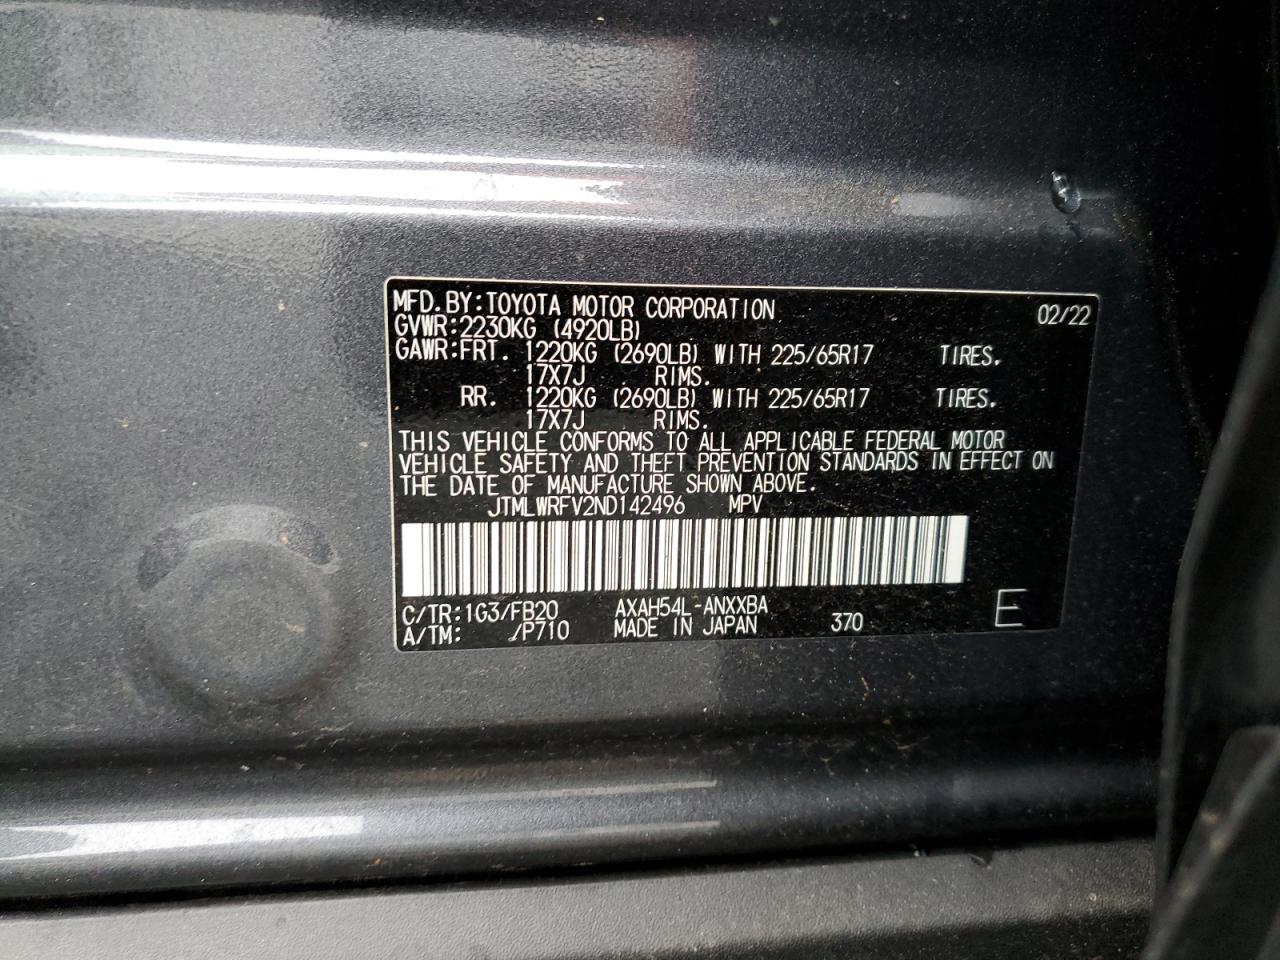 MFD.BY:TOYOTA MOTOR CORPORATION 02/22
GVWR:2230KG (4920LB)
GAWR:FRT. 1220KG (2690LB) WITH 225/65R17 TIRES.
17X7J RIMS.
RR. 1220KG (2690LB) WITH 225/65R17 TIRES.
17X7J RIMS.
THIS VEHICLE CONFORMS TO ALL APPLICABLE FEDERAL MOTOR
VEHICLE SAFETY AND THEFT PREVENTION STANDARDS IN EFFECT ON
THE DATE OF MANUFACTURE SHOWN ABOVE.
JTMLWRFV2ND142496 MPV
C/TR:1G3/FB20 AXAH54L-ANXXBA
A/TM: /P710 MADE IN JAPAN 370 E